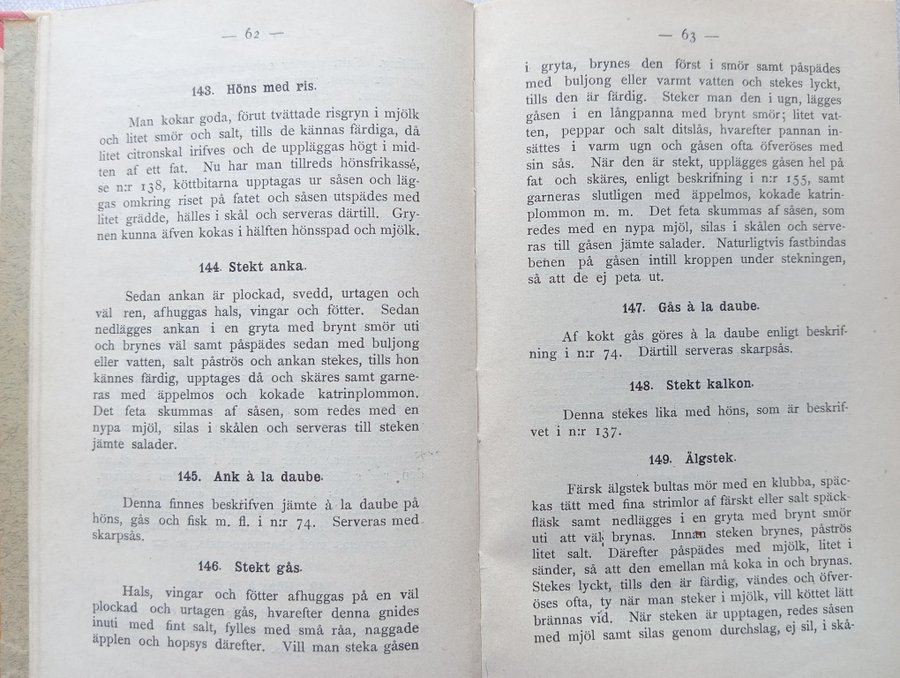 — 62 —
143. Höns med ris.
Man kokar goda, förut tvättade risgryn i mjölk
och litet smör och salt, tills de kännas färdiga, då
litet citronskal irifves och de uppläggas högt i mid-
ten af ett fat. Nu har man tillreds hönsfrikassé,
se n:r 138, köttbitarna upptagas ur såsen och läg-
gas omkring riset på fatet och såsen utspädes med
litet grädde, hälles i skål och serveras därtill. Gry-
nen kunna äfven kokas i hälften hönsspad och mjölk.
144. Stekt anka.
Sedan ankan är plockad, svedd, urtagen och
väl ren, afhuggas hals, vingar och fötter. Sedan
nedlägges ankan i en gryta med brynt smör uti
och brynes väl samt påspädes sedan med buljong
eller vatten, salt påströs och ankan stekes, tills hon
kännes färdig, upptages då och skäres samt garne-
ras med äppelmos och kokade katrinplommon.
Det feta skummas af såsen, som redes med en
nypa mjöl, silas i skålen och serveras till steken
jämte salader.
145. Ank à la daube.
Denna finnes beskrifven jämte à la daube på
höns, gås och fisk m. fl. i n:r 74. Serveras med
skarpsås.
146. Stekt gås.
Hals, vingar och fötter afhuggas på en väl
plockad och urtagen gås, hvarefter denna gnides
inuti med fint salt, fylles med små råa, naggade
äpplen och hopsys därefter. Vill man steka gåsen
— 63 —
i gryta, brynes den först i smör samt påspädes
med buljong eller varmt vatten och stekes lyckt,
tills den är färdig. Steker man den i ugn, lägges
gåsen i en långpanna med brynt smör; litet vat-
ten, peppar och salt ditslås, hvarefter pannan in-
sättes i varm ugn och gåsen ofta öfveröses med
sin sås. När den är stekt, upplägges gåsen hel på
fat och skäres, enligt beskrifning i n:r 155, samt
garneras slutligen med äppelmos, kokade katrin-
plommon m. m. Det feta skummas af såsen, som
redes med en nypa mjöl, silas i skålen och serve-
ras till gåsen jämte salader. Naturligtvis fastbindas
benen på gåsen intill kroppen under stekningen,
så att de ej peta ut.
147. Gås à la daube.
Af kokt gås göres à la daube enligt beskrif-
ning i n:r 74. Därtill serveras skarpsås.
148. Stekt kalkon.
Denna stekes lika med höns, som är beskrif-
vet i n:r 137.
149. Älgstek.
Färsk älgstek bultas mör med en klubba, späc-
kas tätt med fina strimlor af färskt eller salt späck-
fläsk samt nedlägges i en gryta med brynt smör
uti att väl brynas. Innan steken brynes, påströs
litet salt. Därefter påspädes med mjölk, litet i
sänder, så att den emellan må koka in och brynas.
Stekes lyckt, tills den är färdig, vändes och öfver-
öses ofta, ty när man steker i mjölk, vill köttet lätt
brännas vid. När steken är upptagen, redes såsen
med mjöl samt silas genom durchslag, ej sil, i skå-